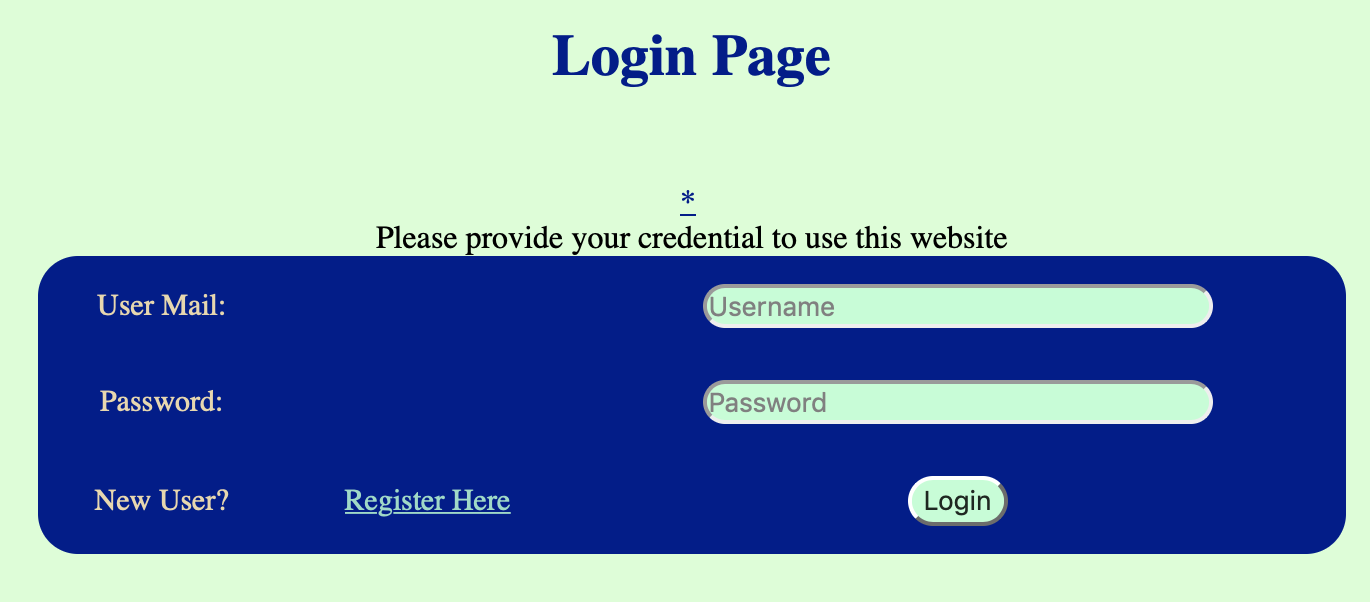 Login Page
*
Please provide your credential to use this website
User Mail: Username
Password: Password
New User? Register Here Login